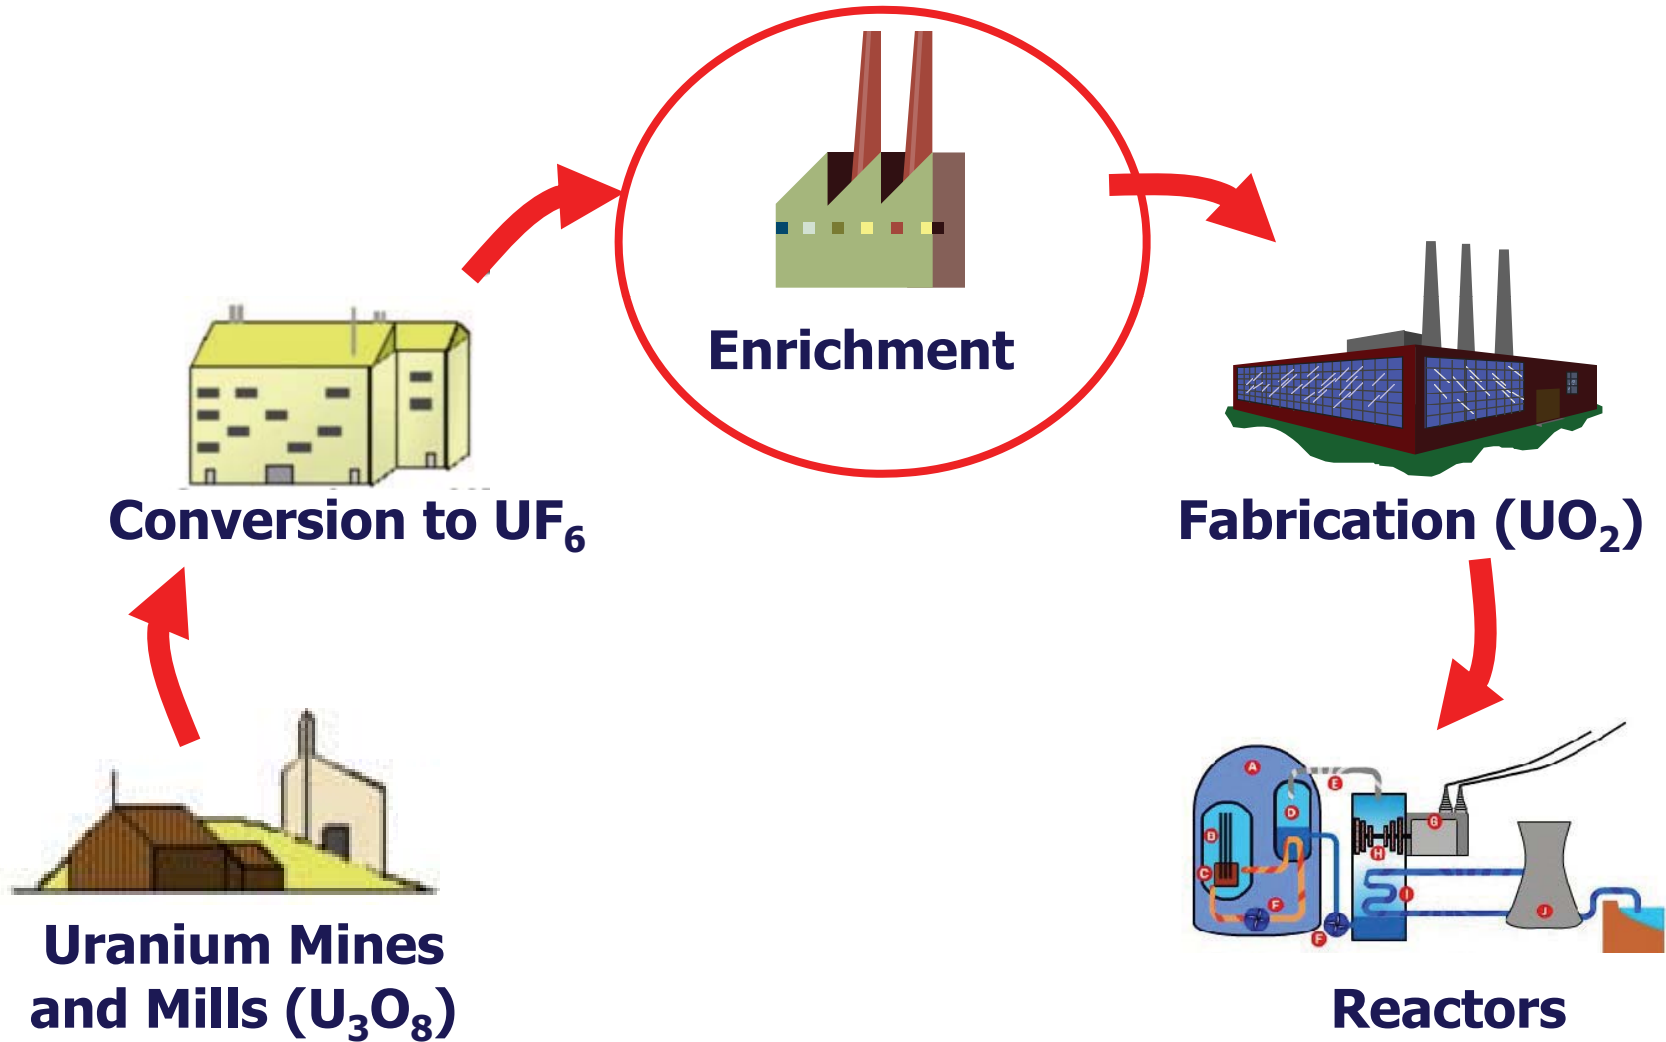 Enrichment
Conversion to UF₆
Fabrication (UO₂)
Uranium Mines
and Mills (U₃O₈)
A
E
D
B
G
H
C
I
F
J
F
Reactors